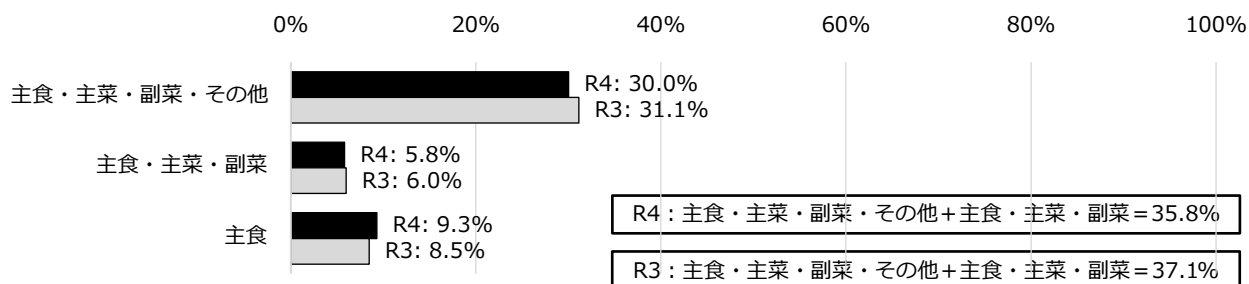 0% 20% 40% 60% 80% 100%
主食・主菜・副菜・その他
R4: 30.0%
R3: 31.1%
主食・主菜・副菜
R4: 5.8%
R3: 6.0%
主食
R4: 9.3%
R3: 8.5%
R4：主食・主菜・副菜・その他＋主食・主菜・副菜＝35.8%
R3：主食・主菜・副菜・その他＋主食・主菜・副菜＝37.1%